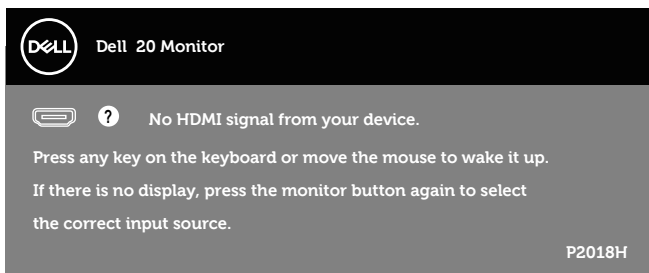 DELL
Dell 20 Monitor
? No HDMI signal from your device.
Press any key on the keyboard or move the mouse to wake it up.
If there is no display, press the monitor button again to select
the correct input source.
P2018H